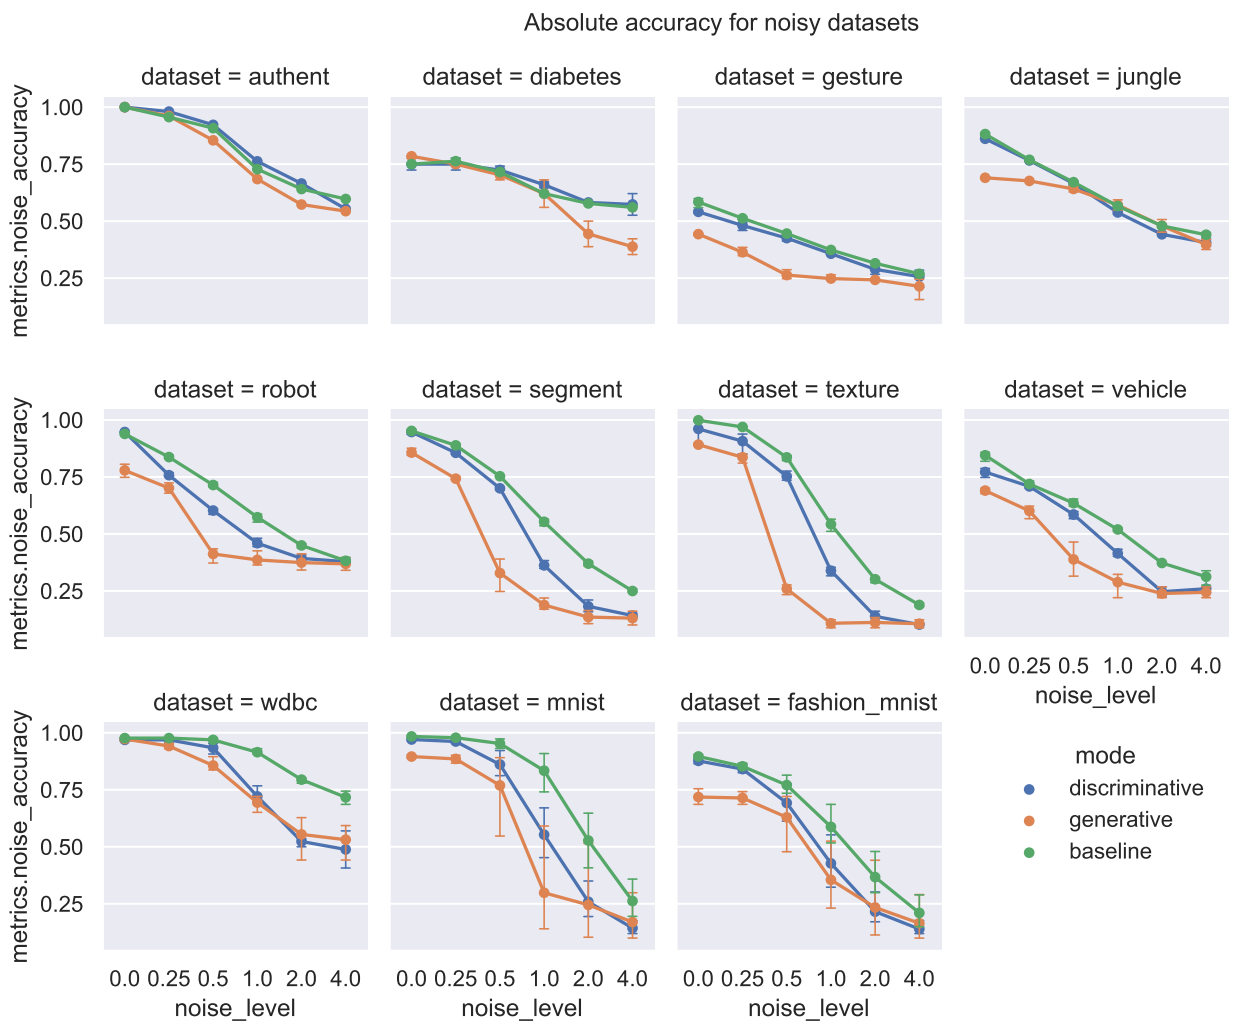 Absolute accuracy for noisy datasets
dataset = authent
dataset = diabetes
dataset = gesture
dataset = jungle
metrics.noise_accuracy
1.00
0.75
0.50
0.25
dataset = robot
dataset = segment
dataset = texture
dataset = vehicle
metrics.noise_accuracy
1.00
0.75
0.50
0.25
0.0 0.25 0.5 1.0 2.0 4.0
noise_level
dataset = wdbc
dataset = mnist
dataset = fashion_mnist
metrics.noise_accuracy
1.00
0.75
0.50
0.25
0.0 0.25 0.5 1.0 2.0 4.0
noise_level
0.0 0.25 0.5 1.0 2.0 4.0
noise_level
0.0 0.25 0.5 1.0 2.0 4.0
noise_level
mode
discriminative
generative
baseline